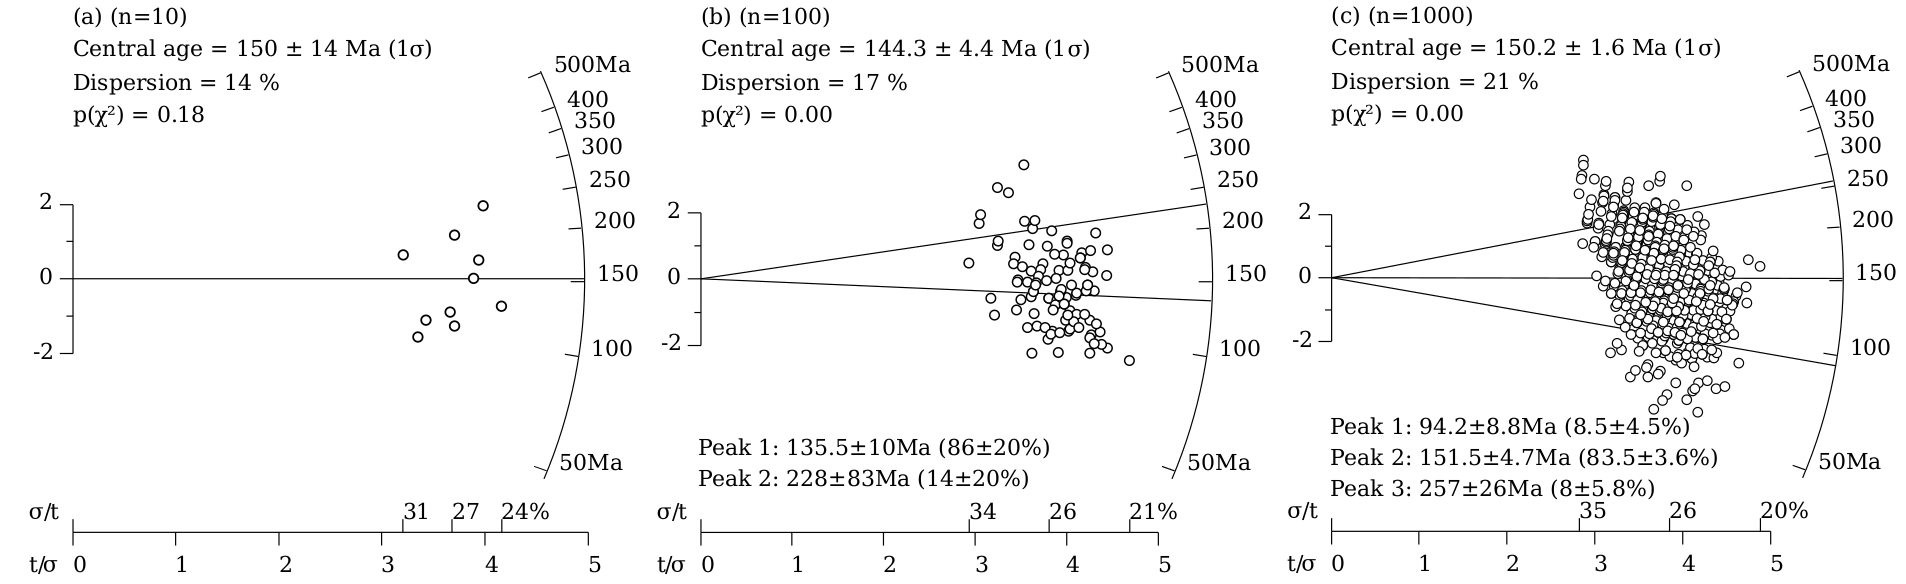 (a) (n=10)
Central age = 150 ± 14 Ma (1σ)
Dispersion = 14 %
p(χ²) = 0.18
500Ma
400
350
300
250
200
150
100
50Ma
2
0
-2
σ/t
31 27 24%
t/σ 0 1 2 3 4 5
(b) (n=100)
Central age = 144.3 ± 4.4 Ma (1σ)
Dispersion = 17 %
p(χ²) = 0.00
500Ma
400
350
300
250
200
150
100
50Ma
2
0
-2
Peak 1: 135.5±10Ma (86±20%)
Peak 2: 228±83Ma (14±20%)
σ/t
34 26 21%
t/σ 0 1 2 3 4 5
(c) (n=1000)
Central age = 150.2 ± 1.6 Ma (1σ)
Dispersion = 21 %
p(χ²) = 0.00
500Ma
400
350
300
250
200
150
100
50Ma
2
0
-2
Peak 1: 94.2±8.8Ma (8.5±4.5%)
Peak 2: 151.5±4.7Ma (83.5±3.6%)
Peak 3: 257±26Ma (8±5.8%)
σ/t
35 26 20%
t/σ 0 1 2 3 4 5